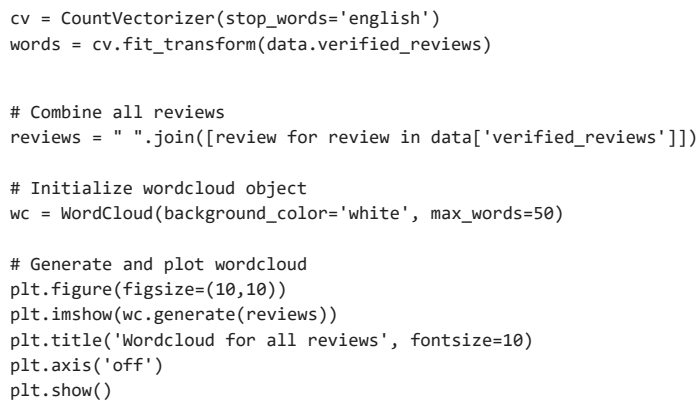 cv = CountVectorizer(stop_words='english')
words = cv.fit_transform(data.verified_reviews)
# Combine all reviews
reviews = " ".join([review for review in data['verified_reviews']])
# Initialize wordcloud object
wc = WordCloud(background_color='white', max_words=50)
# Generate and plot wordcloud
plt.figure(figsize=(10,10))
plt.imshow(wc.generate(reviews))
plt.title('Wordcloud for all reviews', fontsize=10)
plt.axis('off')
plt.show()